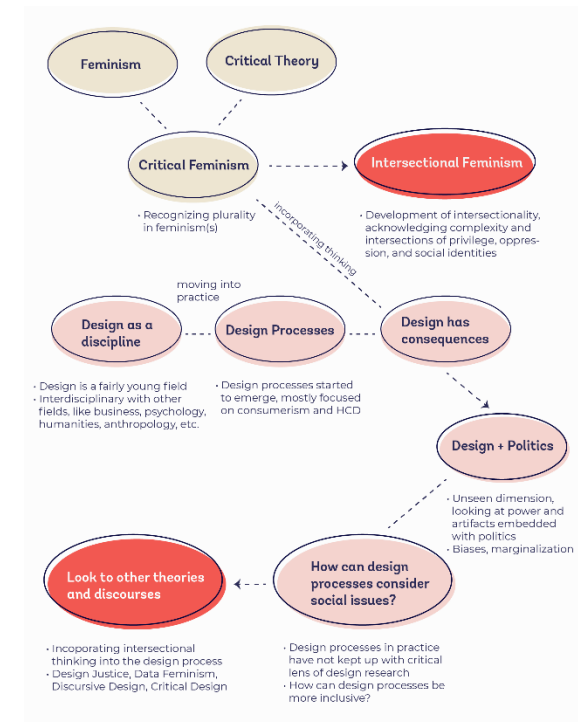 Feminism
Critical Theory
Critical Feminism
Intersectional Feminism
• Recognizing plurality
in feminism(s)
• Development of intersectionality,
acknowledging complexity and
intersections of privilege, oppres-
sion, and social identities
incorporating thinking
moving into
practice
Design as a
discipline
Design Processes
Design has
consequences
• Design is a fairly young field
• Interdisciplinary with other
fields, like business, psychology,
humanities, anthropology, etc.
• Design processes started
to emerge, mostly focused
on consumerism and HCD
Design + Politics
• Unseen dimension,
looking at power and
artifacts embedded
with politics
• Biases, marginalization
How can design
processes consider
social issues?
Look to other theories
and discourses
• Incoporating intersectional
thinking into the design process
• Design Justice, Data Feminism,
Discursive Design, Critical Design
• Design processes in practice
have not kept up with critical
lens of design research
• How can design processes be
more inclusive?